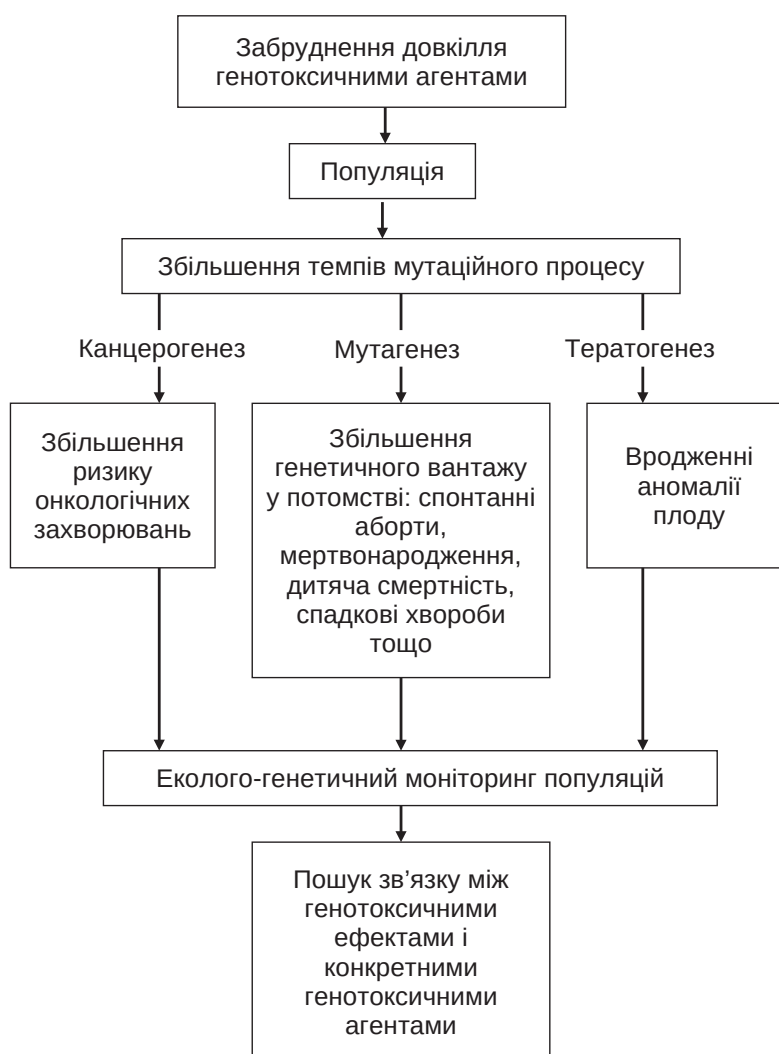 Забруднення довкілля
генотоксичними агентами
Популяція
Збільшення темпів мутаційного процесу
Канцерогенез
Мутагенез
Тератогенез
Збільшення
ризику
онкологічних
захворювань
Збільшення
генетичного вантажу
у потомстві: спонтанні
аборти,
мертвонародження,
дитяча смертність,
спадкові хвороби
тощо
Вродженні
аномалії
плоду
Еколого-генетичний моніторинг популяцій
Пошук зв’язку між
генотоксичними
ефектами і
конкретними
генотоксичними
агентами